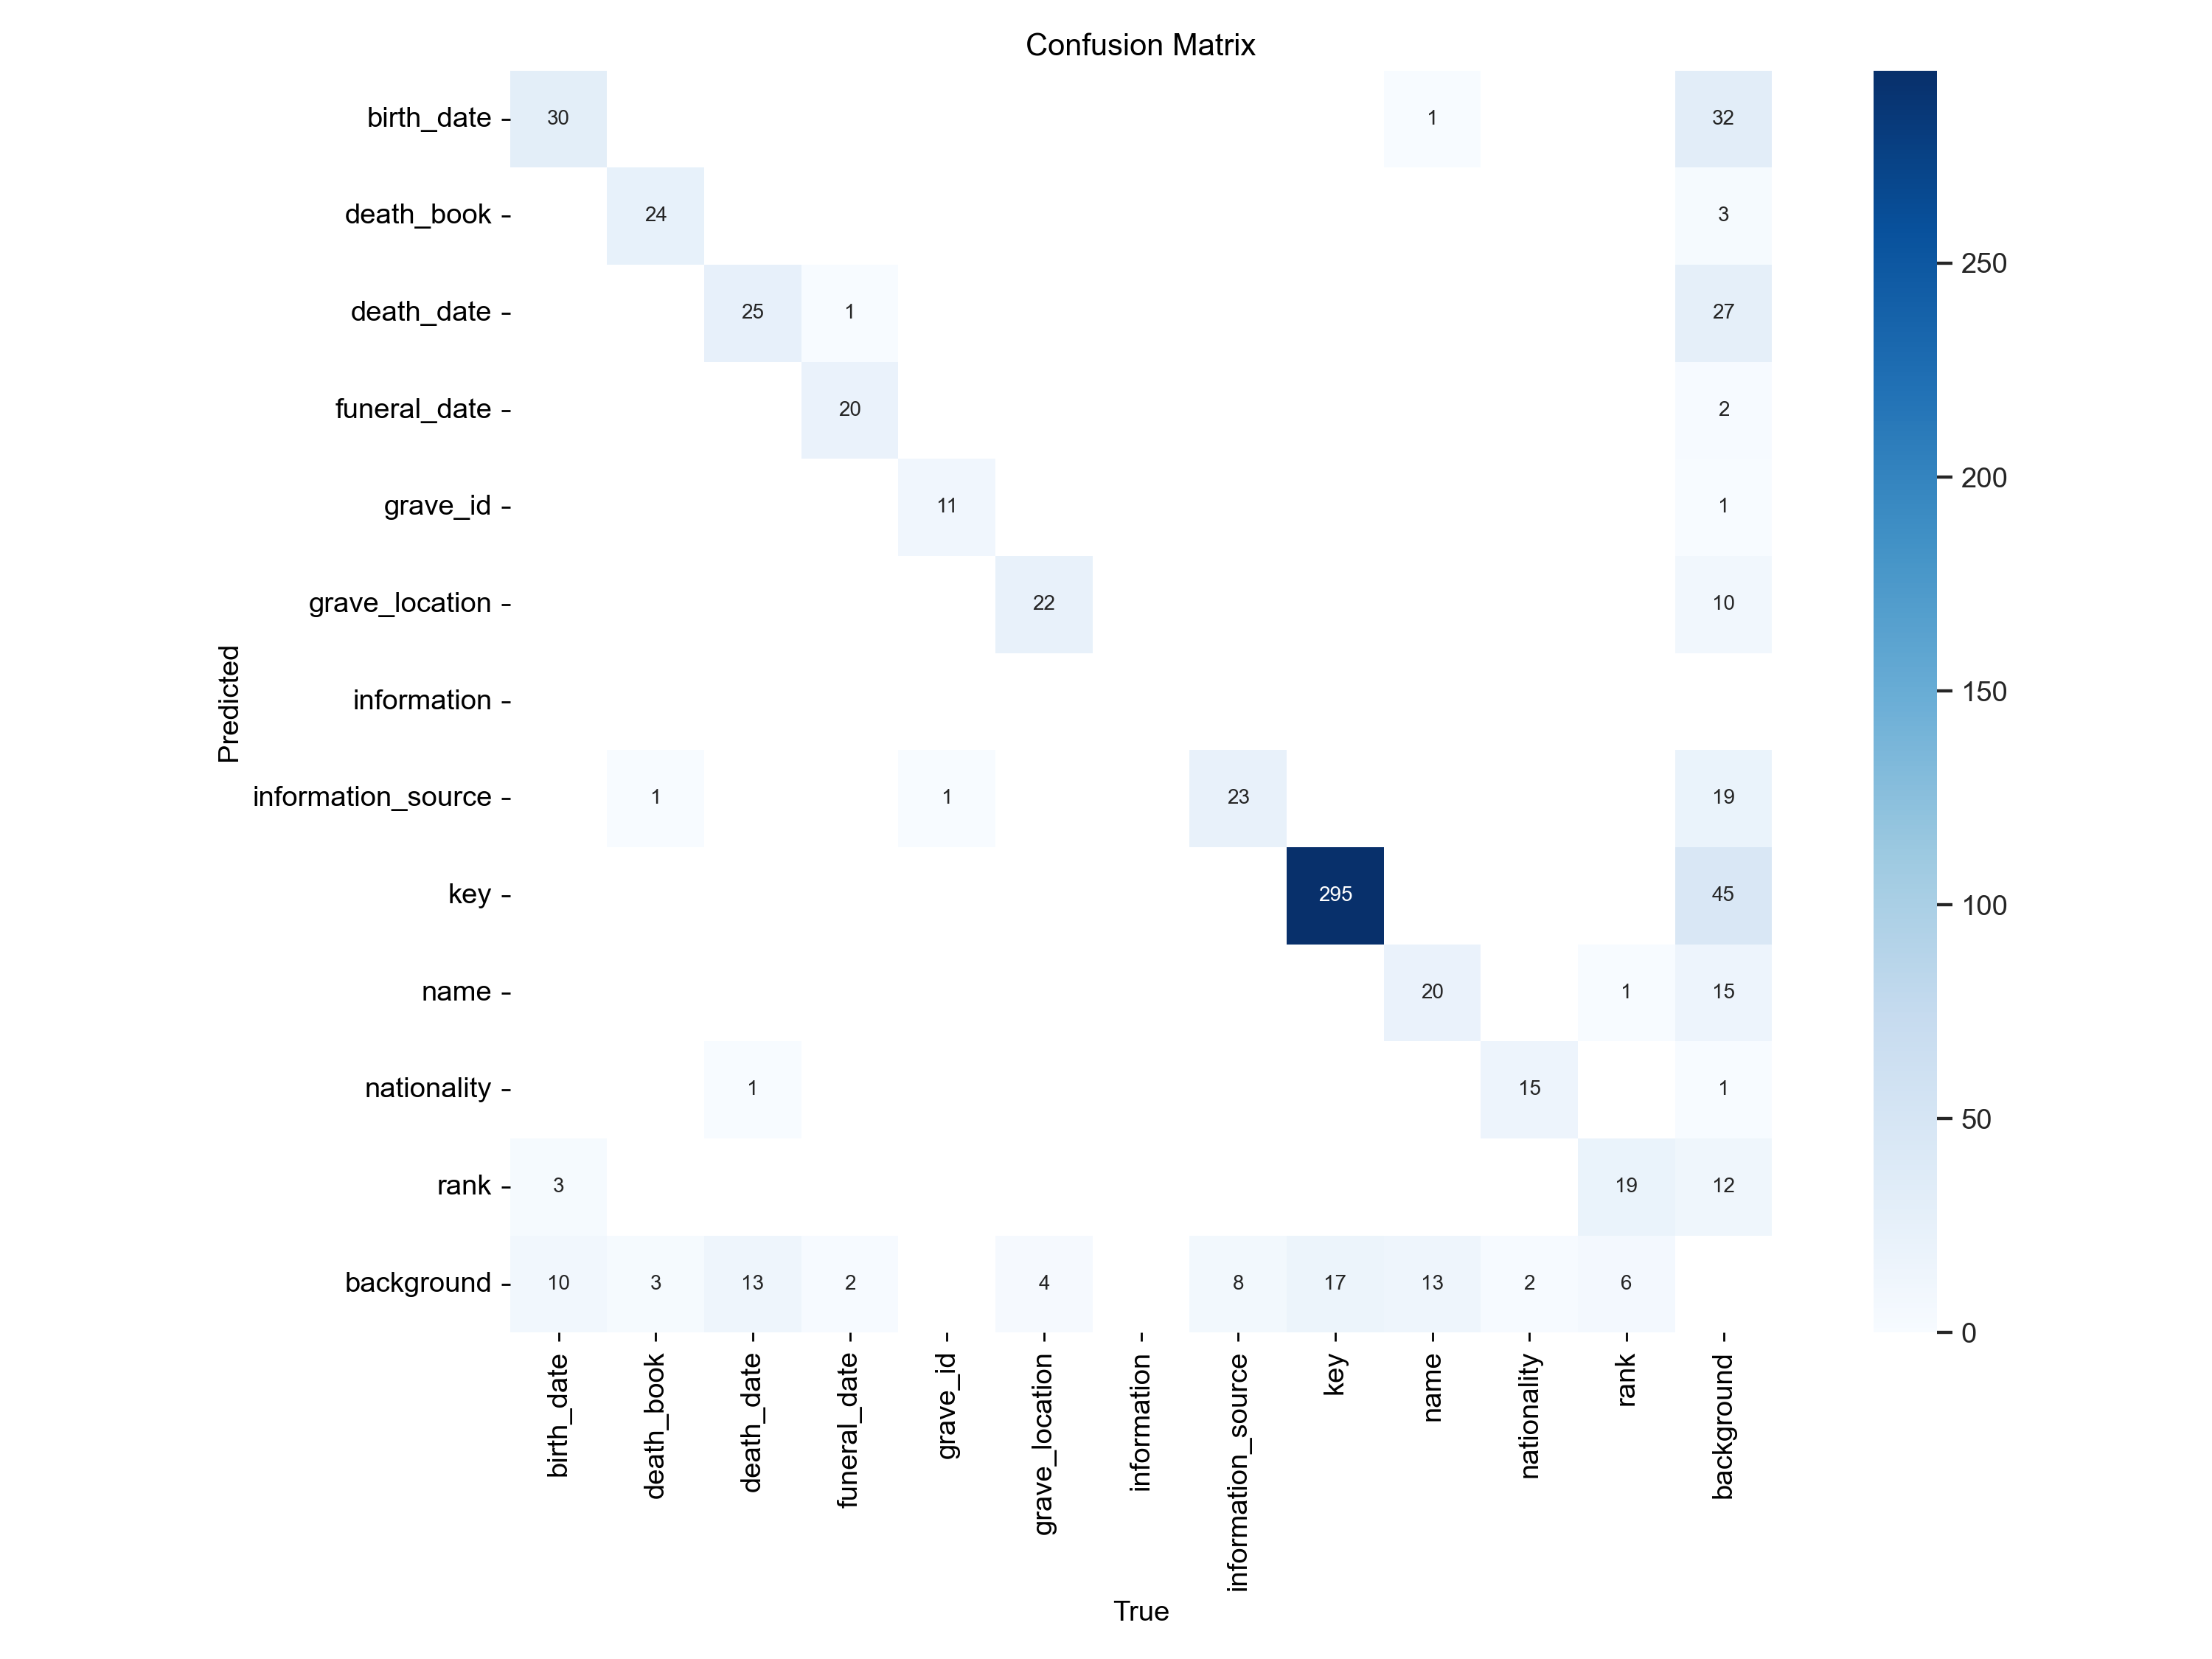 Confusion Matrix
birth_date 30 1 32
death_book 24 3
death_date 25 1 27
funeral_date 20 2
grave_id 11 1
grave_location 22 10
information
information_source 1 1 23 19
key 295 45
name 20 1 15
nationality 1 15 1
rank 3 19 12
background 10 3 13 2 4 8 17 13 2 6
Predicted
birth_date death_book death_date funeral_date grave_id grave_location information information_source key name nationality rank background
True
250
200
150
100
50
0